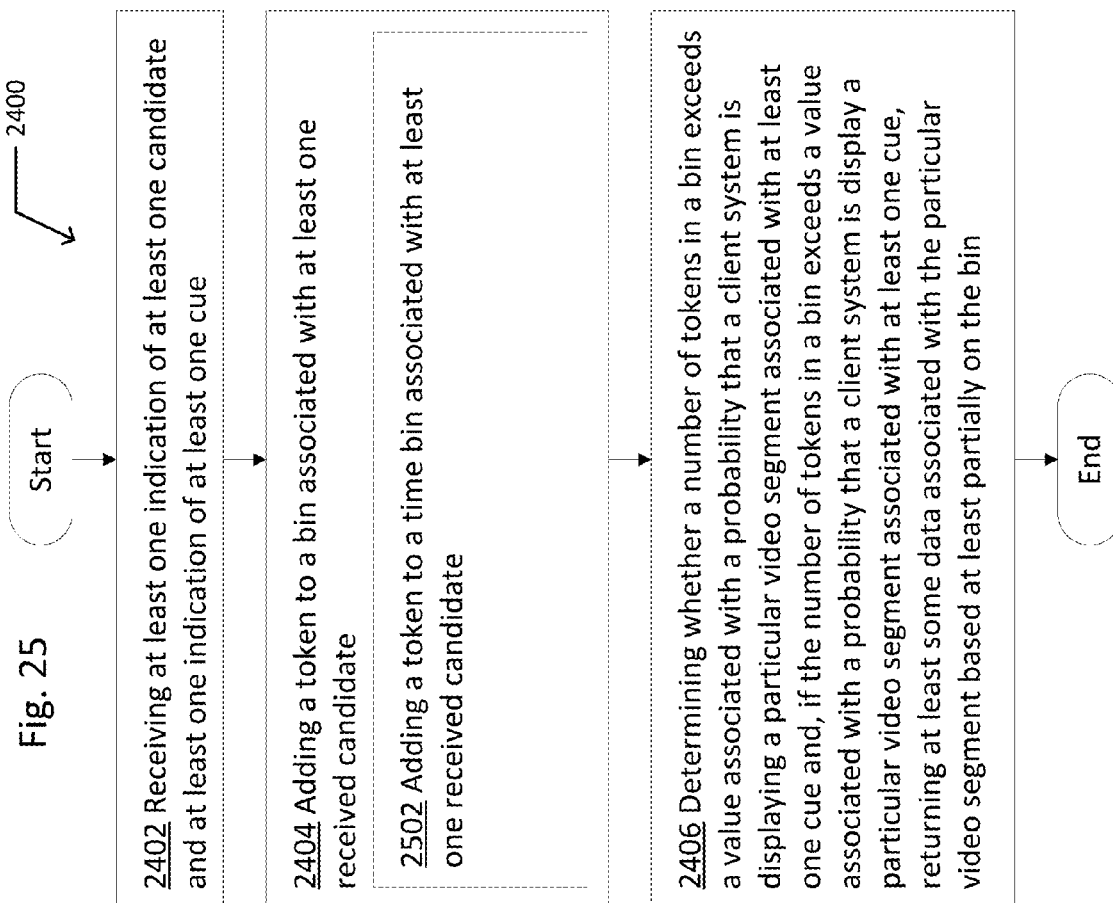 Fig. 25
2400
Start
2402 Receiving at least one indication of at least one candidate
and at least one indication of at least one cue
2404 Adding a token to a bin associated with at least one
received candidate
2502 Adding a token to a time bin associated with at least
one received candidate
2406 Determining whether a number of tokens in a bin exceeds
a value associated with a probability that a client system is
displaying a particular video segment associated with at least
one cue and, if the number of tokens in a bin exceeds a value
associated with a probability that a client system is display a
particular video segment associated with at least one cue,
returning at least some data associated with the particular
video segment based at least partially on the bin
End